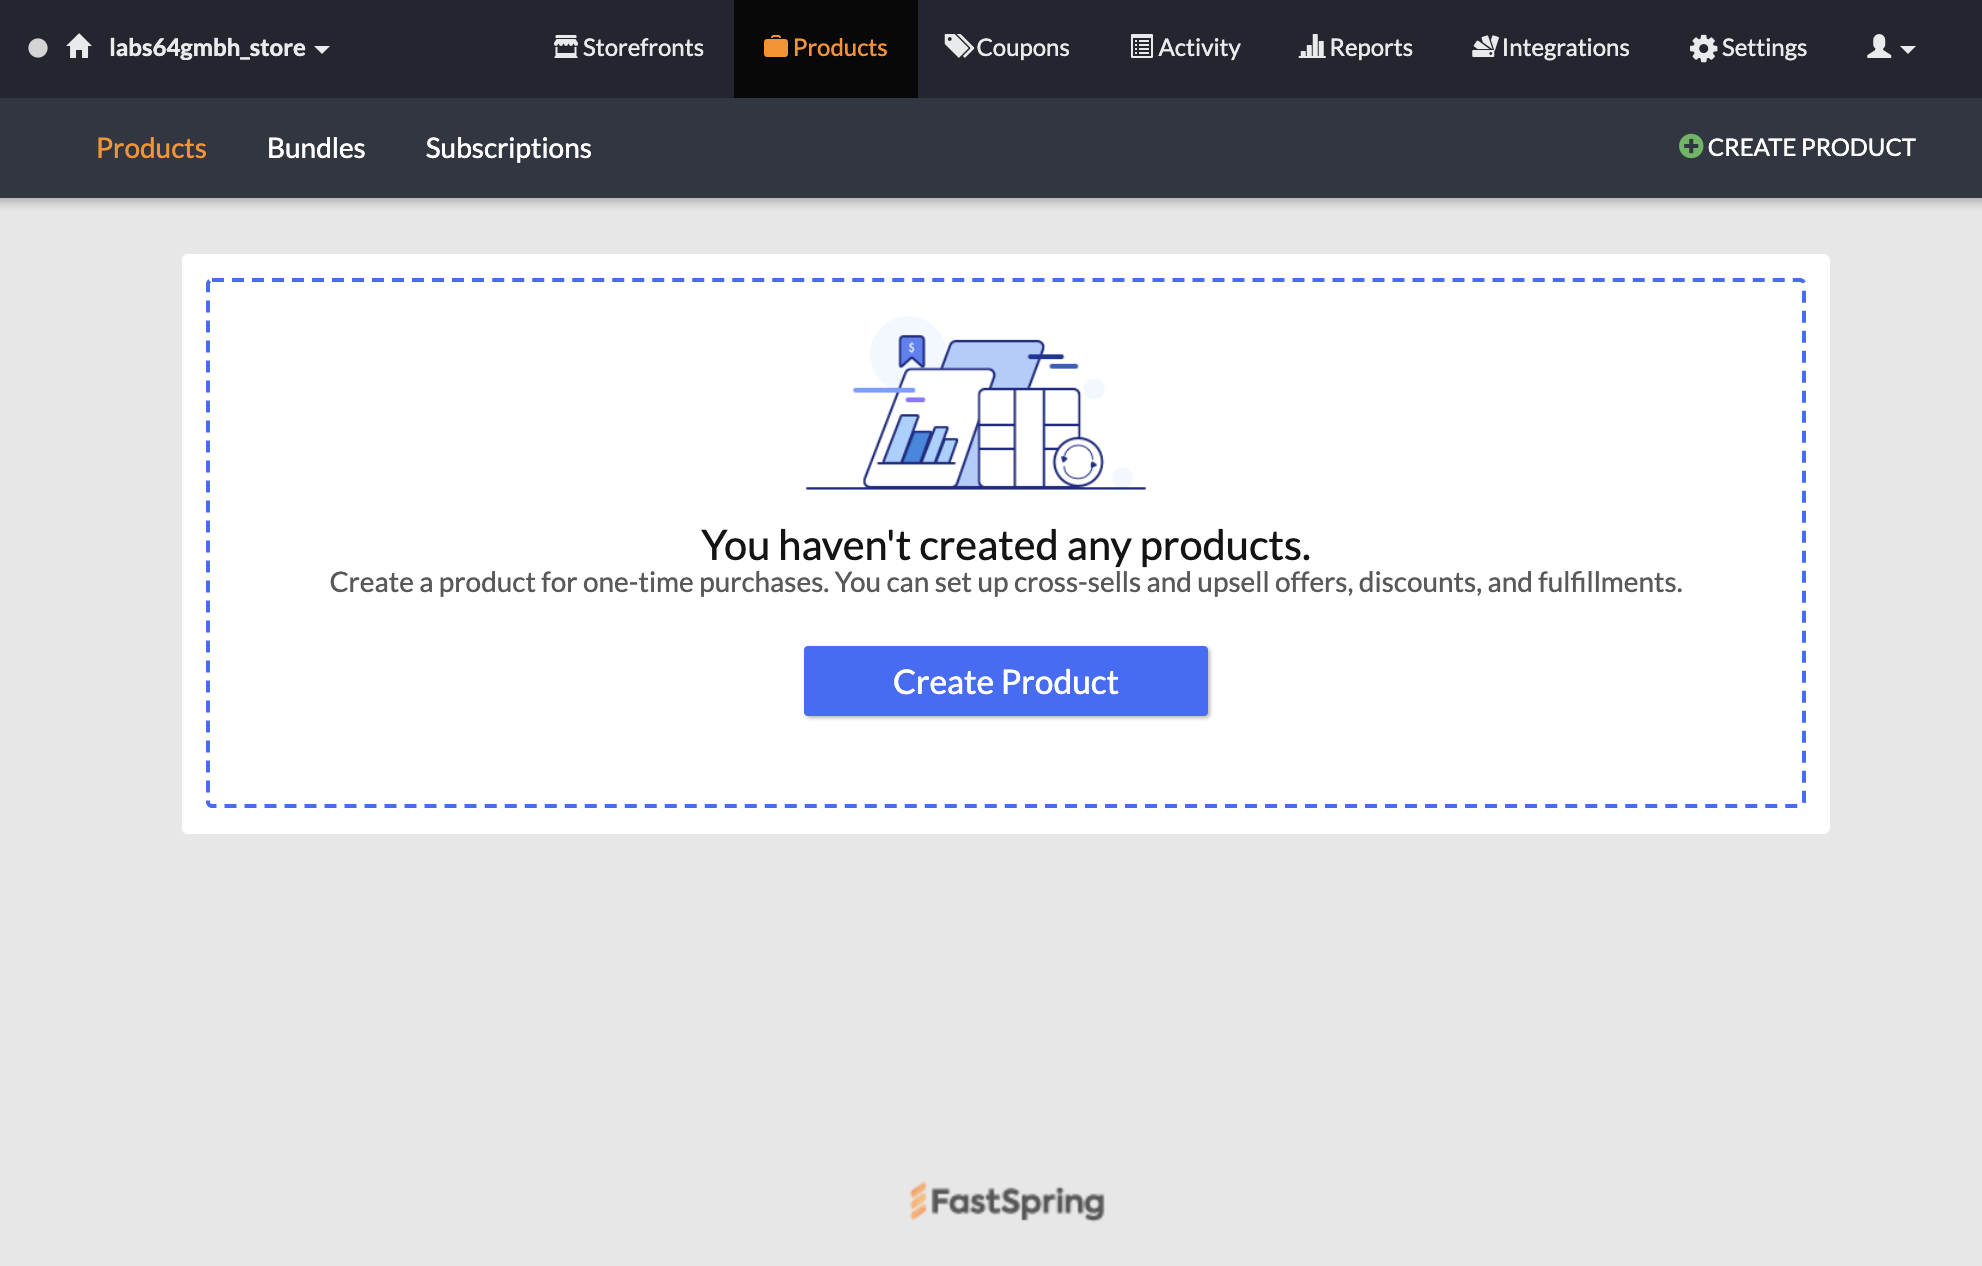 labs64gmbh_store
Storefronts
Products
Coupons
Activity
Reports
Integrations
Settings
Products
Bundles
Subscriptions
CREATE PRODUCT
$
You haven't created any products.
Create a product for one-time purchases. You can set up cross-sells and upsell offers, discounts, and fulfillments.
Create Product
FastSpring